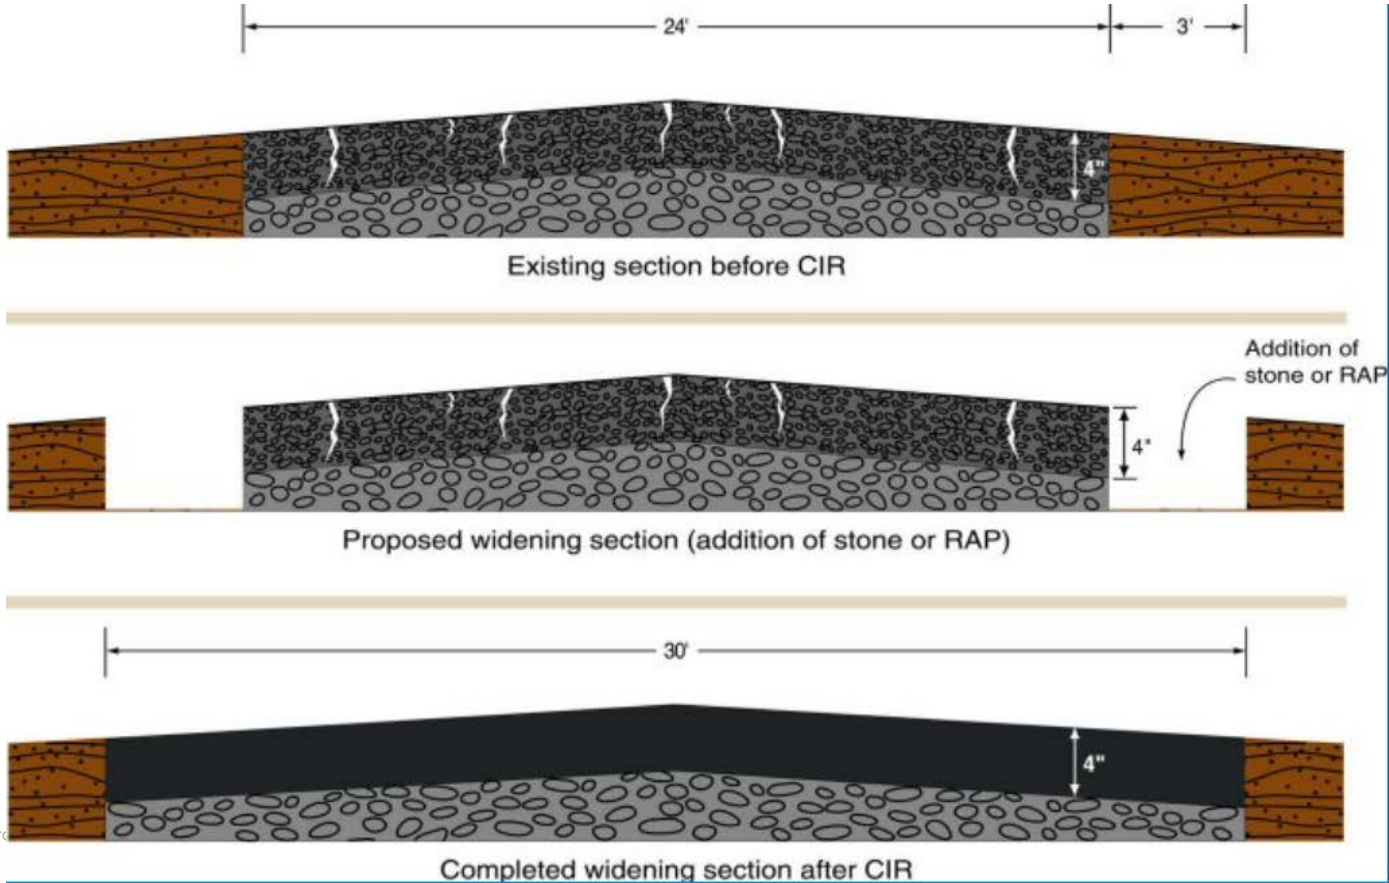 24'
3'
4"
Existing section before CIR
Addition of
stone or RAP
4"
Proposed widening section (addition of stone or RAP)
30'
4"
Completed widening section after CIR